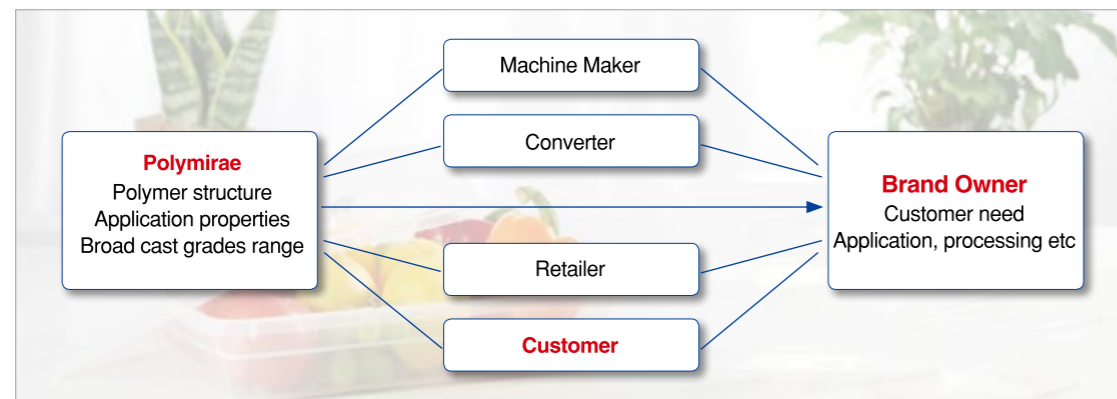 Machine Maker
Converter
Polymirae
Polymer structure
Application properties
Broad cast grades range
Brand Owner
Customer need
Application, processing etc
Retailer
Customer